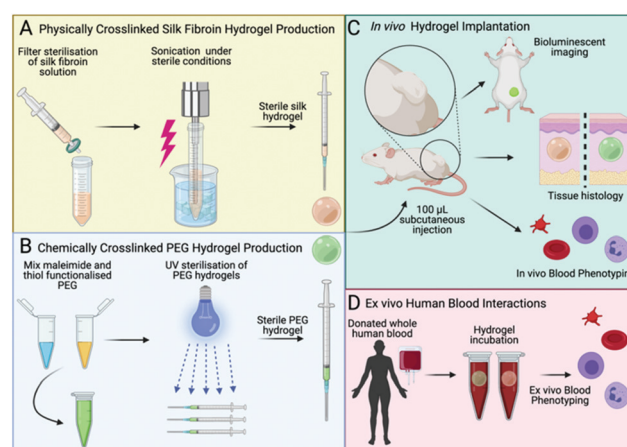 A Physically Crosslinked Silk Fibroin Hydrogel Production
Filter sterilisation
of silk fibroin
solution
Sonication under
sterile conditions
Sterile silk
hydrogel
B Chemically Crosslinked PEG Hydrogel Production
Mix maleimide and
thiol functionalised
PEG
UV sterilisation of
PEG hydrogels
Sterile PEG
hydrogel
C In vivo Hydrogel Implantation
Bioluminescent
imaging
100 µL
subcutaneous
injection
Tissue histology
In vivo Blood Phenotyping
D Ex vivo Human Blood Interactions
Donated whole
human blood
Hydrogel
incubation
Ex vivo Blood
Phenotyping